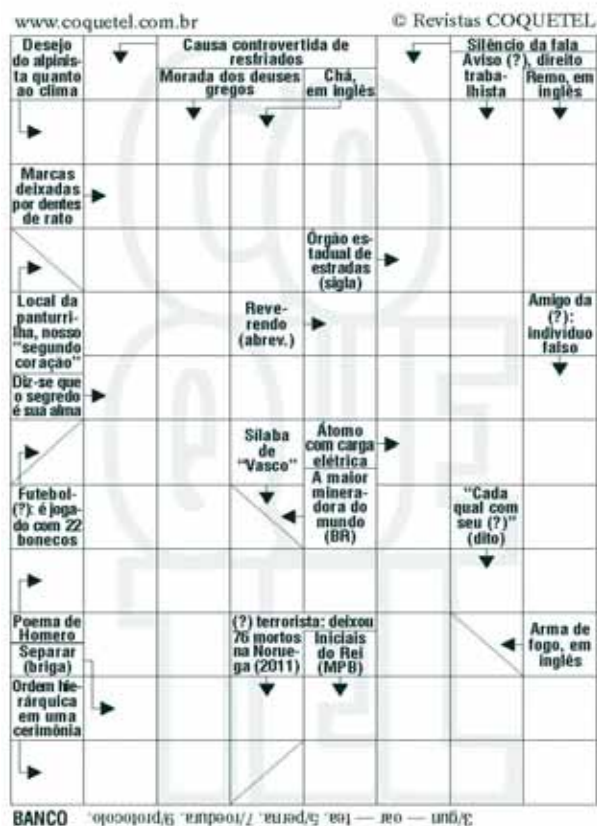 www.coquetel.com.br
© Revistas COQUETEL
Desejo
do alpinis-
ta quanto
ao clima
Causa controvertida de
resfriados
Morada dos deuses
gregos
Chá,
em inglês
Silêncio da fala
Aviso (?), direito
traba-
lhista
Remo, em
inglês
Marcas
deixadas
por dentes
de rato
Órgão es-
tadual de
estradas
(sigla)
Local da
panturri-
lha, nosso
"segundo
coração"
Reve-
rendo
(abrev.)
Amigo da
(?):
indivíduo
falso
Diz-se que
o segredo
é sua alma
Sílaba
de
"Vasco"
Átomo
com carga
elétrica
A maior
minera-
dora do
mundo
(BR)
Futebol-
(?): é joga-
do com 22
bonecos
"Cada
qual com
seu (?)"
(dito)
Poema de
Homero
Separar
(briga)
(?) terrorista: deixou
76 mortos
na Norue-
ga (2011)
Iniciais
do Rei
(MPB)
Arma de
fogo, em
inglês
Ordem hie-
rárquica
em uma
cerimônia
BANCO
3/gun — oar — tea. 5/perna. 7/roedura. 9/protocolo.